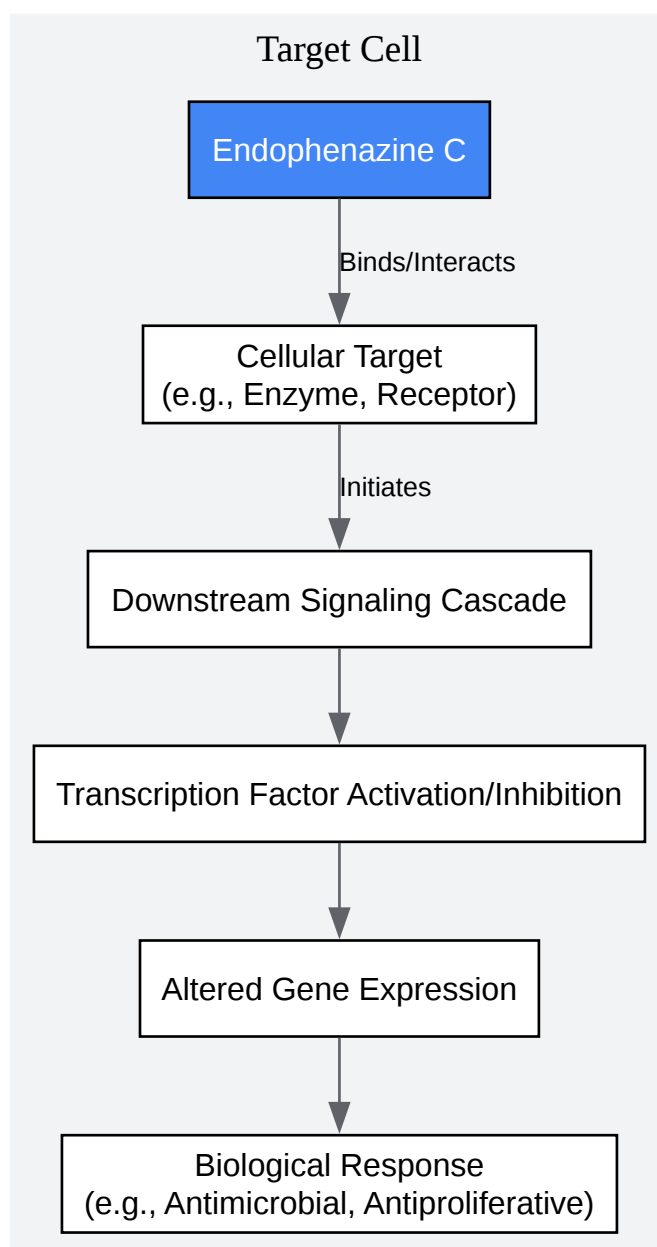 Target Cell
Endophenazine C
Binds/Interacts
Cellular Target
(e.g., Enzyme, Receptor)
Initiates
Downstream Signaling Cascade
Transcription Factor Activation/Inhibition
Altered Gene Expression
Biological Response
(e.g., Antimicrobial, Antiproliferative)